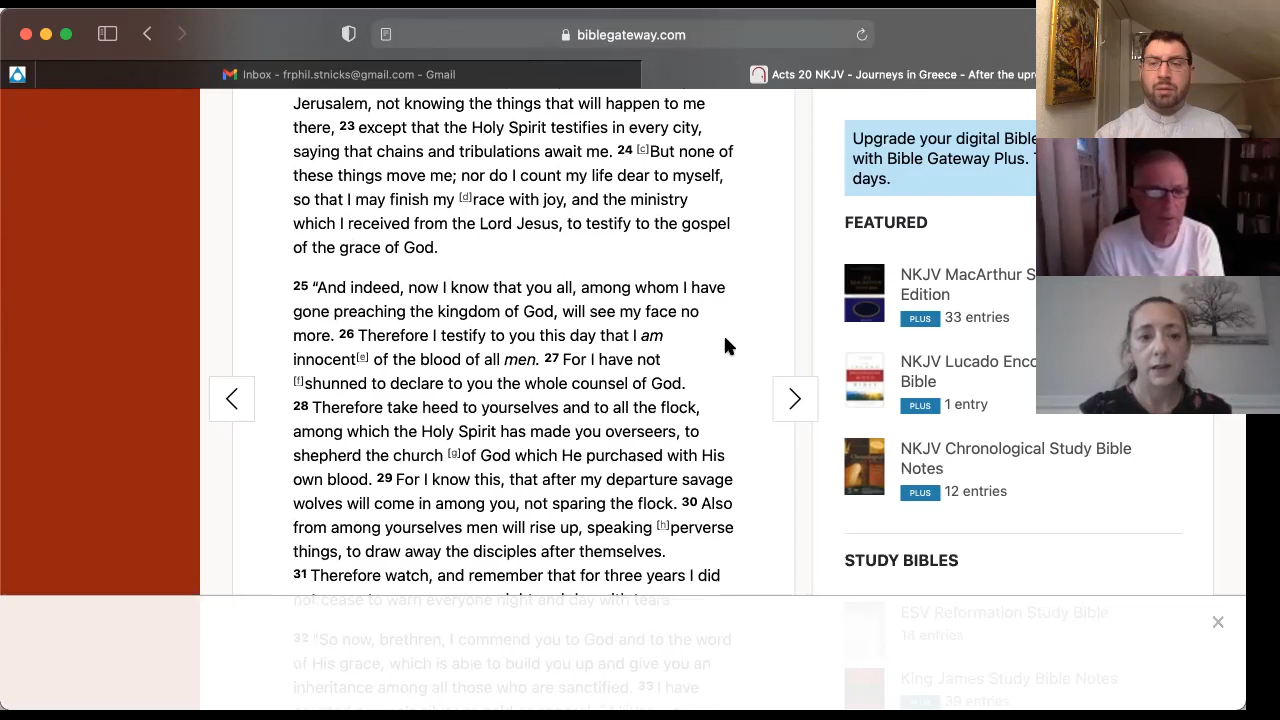 biblegateway.com
Inbox - frphil.stnicks@gmail.com - Gmail
Acts 20 NKJV - Journeys in Greece - After the upr
Jerusalem, not knowing the things that will happen to me
there, 23 except that the Holy Spirit testifies in every city,
saying that chains and tribulations await me. 24 [c]But none of
these things move me; nor do I count my life dear to myself,
so that I may finish my [d]race with joy, and the ministry
which I received from the Lord Jesus, to testify to the gospel
of the grace of God.
25 “And indeed, now I know that you all, among whom I have
gone preaching the kingdom of God, will see my face no
more. 26 Therefore I testify to you this day that I am
innocent[e] of the blood of all men. 27 For I have not
[f]shunned to declare to you the whole counsel of God.
28 Therefore take heed to yourselves and to all the flock,
among which the Holy Spirit has made you overseers, to
shepherd the church [g]of God which He purchased with His
own blood. 29 For I know this, that after my departure savage
wolves will come in among you, not sparing the flock. 30 Also
from among yourselves men will rise up, speaking [h]perverse
things, to draw away the disciples after themselves.
31 Therefore watch, and remember that for three years I did
not cease to warn everyone night and day with tears
32 “So now, brethren, I commend you to God and to the word
of His grace, which is able to build you up and give you an
inheritance among all those who are sanctified. 33 I have
Upgrade your digital Bible
with Bible Gateway Plus.
days.
FEATURED
NKJV MacArthur S
Edition
PLUS 33 entries
NKJV Lucado Enco
Bible
PLUS 1 entry
NKJV Chronological Study Bible
Notes
PLUS 12 entries
STUDY BIBLES
ESV Reformation Study Bible
entries
King James Study Bible Notes
PLUS 39 entries